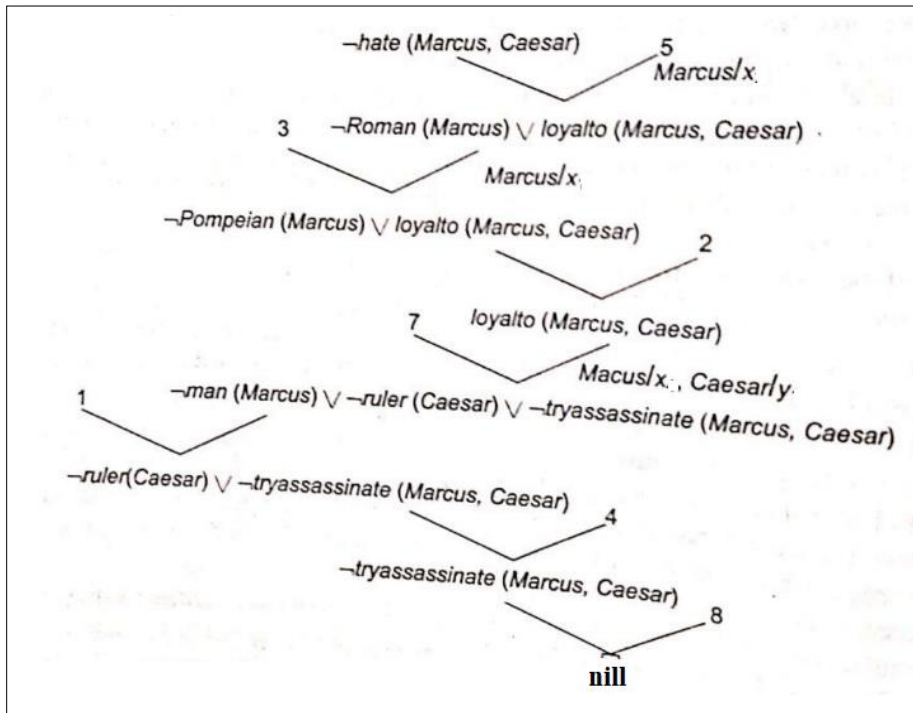 ¬hate (Marcus, Caesar) 5
Marcus/x
3 ¬Roman (Marcus) ∨ loyalto (Marcus, Caesar)
Marcus/x
¬Pompeian (Marcus) ∨ loyalto (Marcus, Caesar) 2
7 loyalto (Marcus, Caesar)
Macus/x , Caesar/y
1 ¬man (Marcus) ∨ ¬ruler (Caesar) ∨ ¬tryassassinate (Marcus, Caesar)
¬ruler(Caesar) ∨ ¬tryassassinate (Marcus, Caesar) 4
¬tryassassinate (Marcus, Caesar) 8
nill